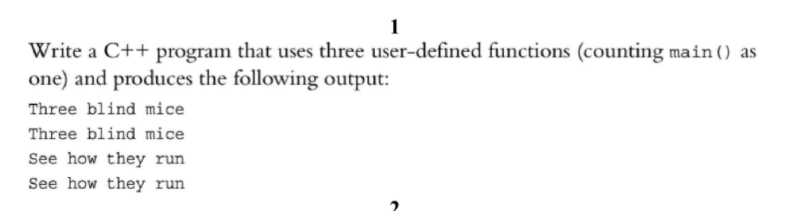 1
Write a C++ program that uses three user-defined functions (counting main() as
one) and produces the following output:
Three blind mice
Three blind mice
See how they run
See how they run